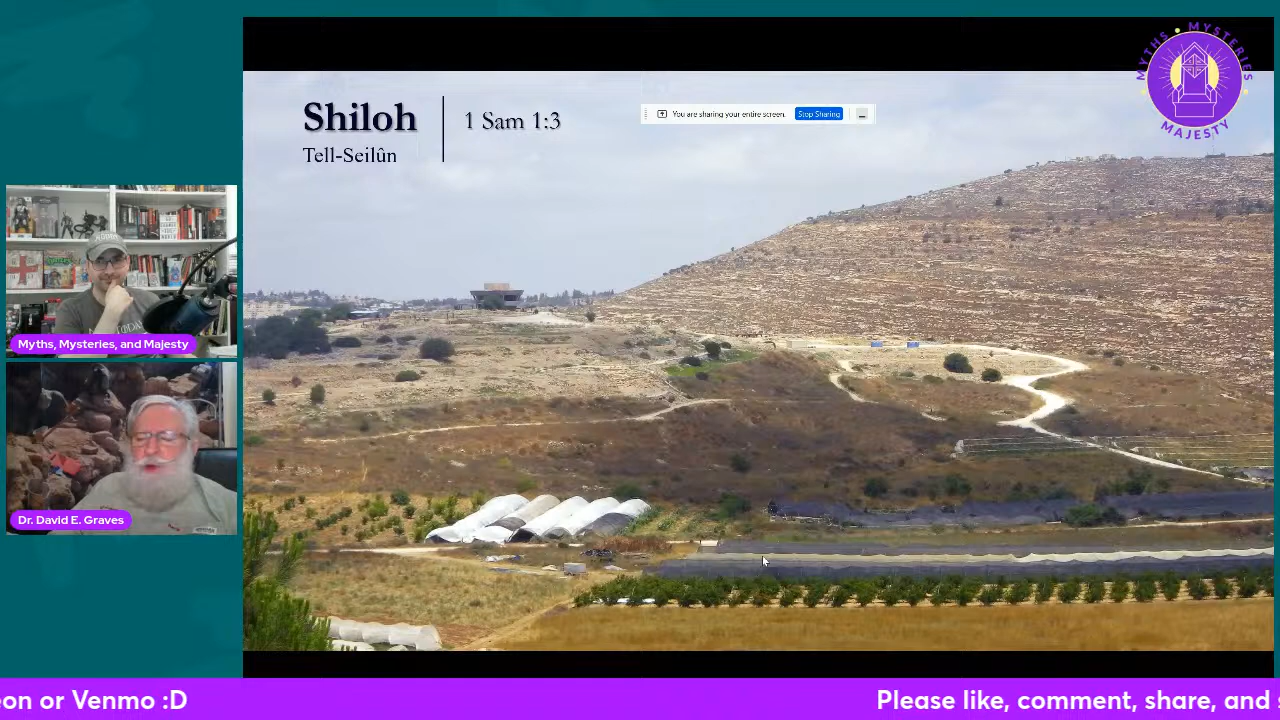 Shiloh
Tell-Seilûn
1 Sam 1:3
You are sharing your entire screen.
Stop Sharing
MYTHS • MYSTERIES
MAJESTY
Myths, Mysteries, and Majesty
Dr. David E. Graves
eon or Venmo :D
Please like, comment, share, and s